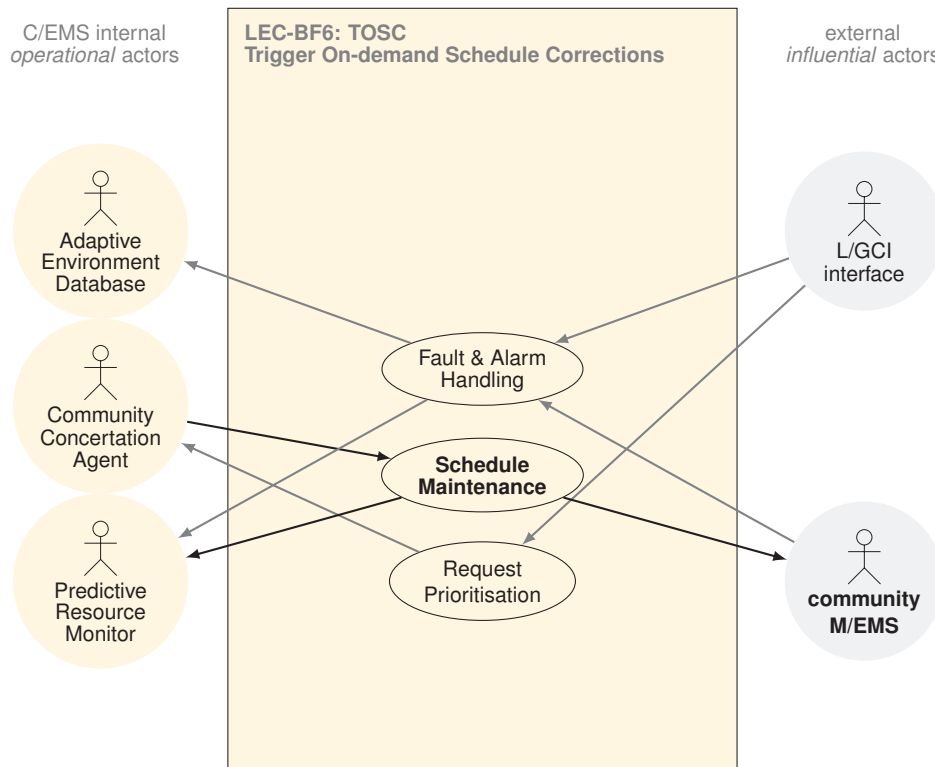 C/EMS internal
operational actors
LEC-BF6: TOSC
Trigger On-demand Schedule Corrections
external
influential actors
Adaptive
Environment
Database
L/GCI
interface
Fault & Alarm
Handling
Community
Concertation
Agent
Schedule
Maintenance
Request
Prioritisation
Predictive
Resource
Monitor
community
M/EMS